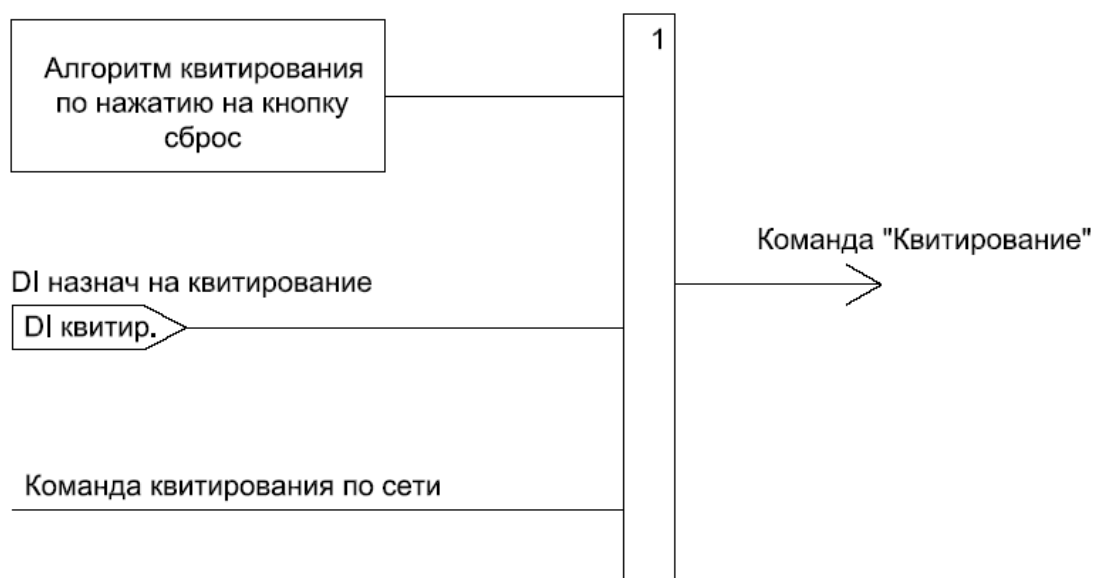 Алгоритм квитирования
по нажатию на кнопку
сброс
1
Команда "Квитирование"
DI назнач на квитирование
DI квитир.
Команда квитирования по сети